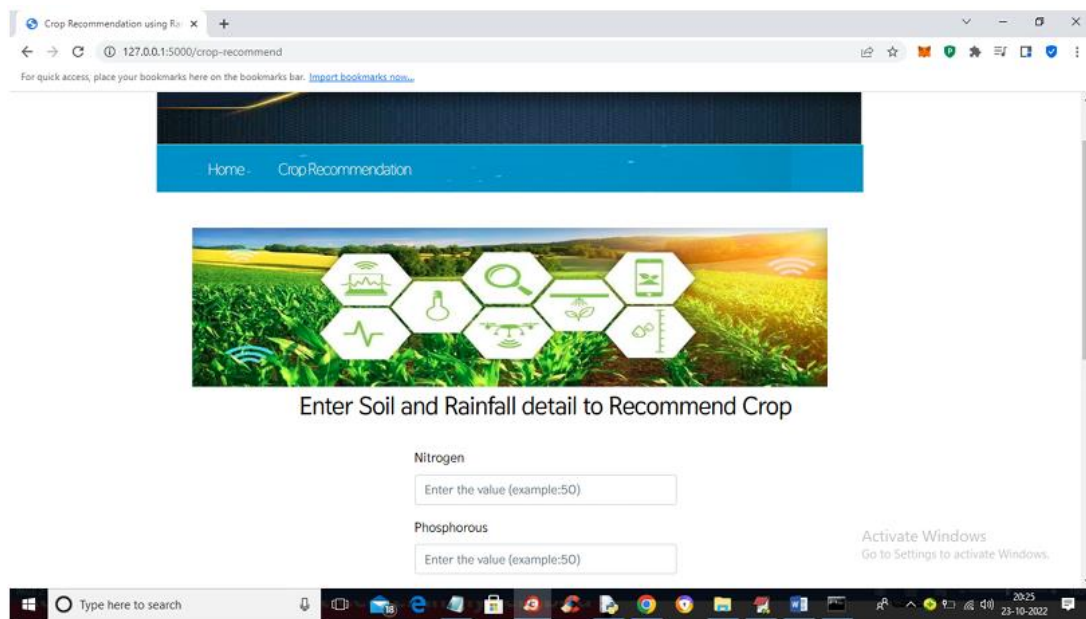 Crop Recommendation using Ra
127.0.0.1:5000/crop-recommend
For quick access, place your bookmarks here on the bookmarks bar. Import bookmarks now...
Home
Crop Recommendation
Enter Soil and Rainfall detail to Recommend Crop
Nitrogen
Enter the value (example:50)
Phosphorous
Enter the value (example:50)
Activate Windows
Go to Settings to activate Windows.
Type here to search
18
20:25
23-10-2022